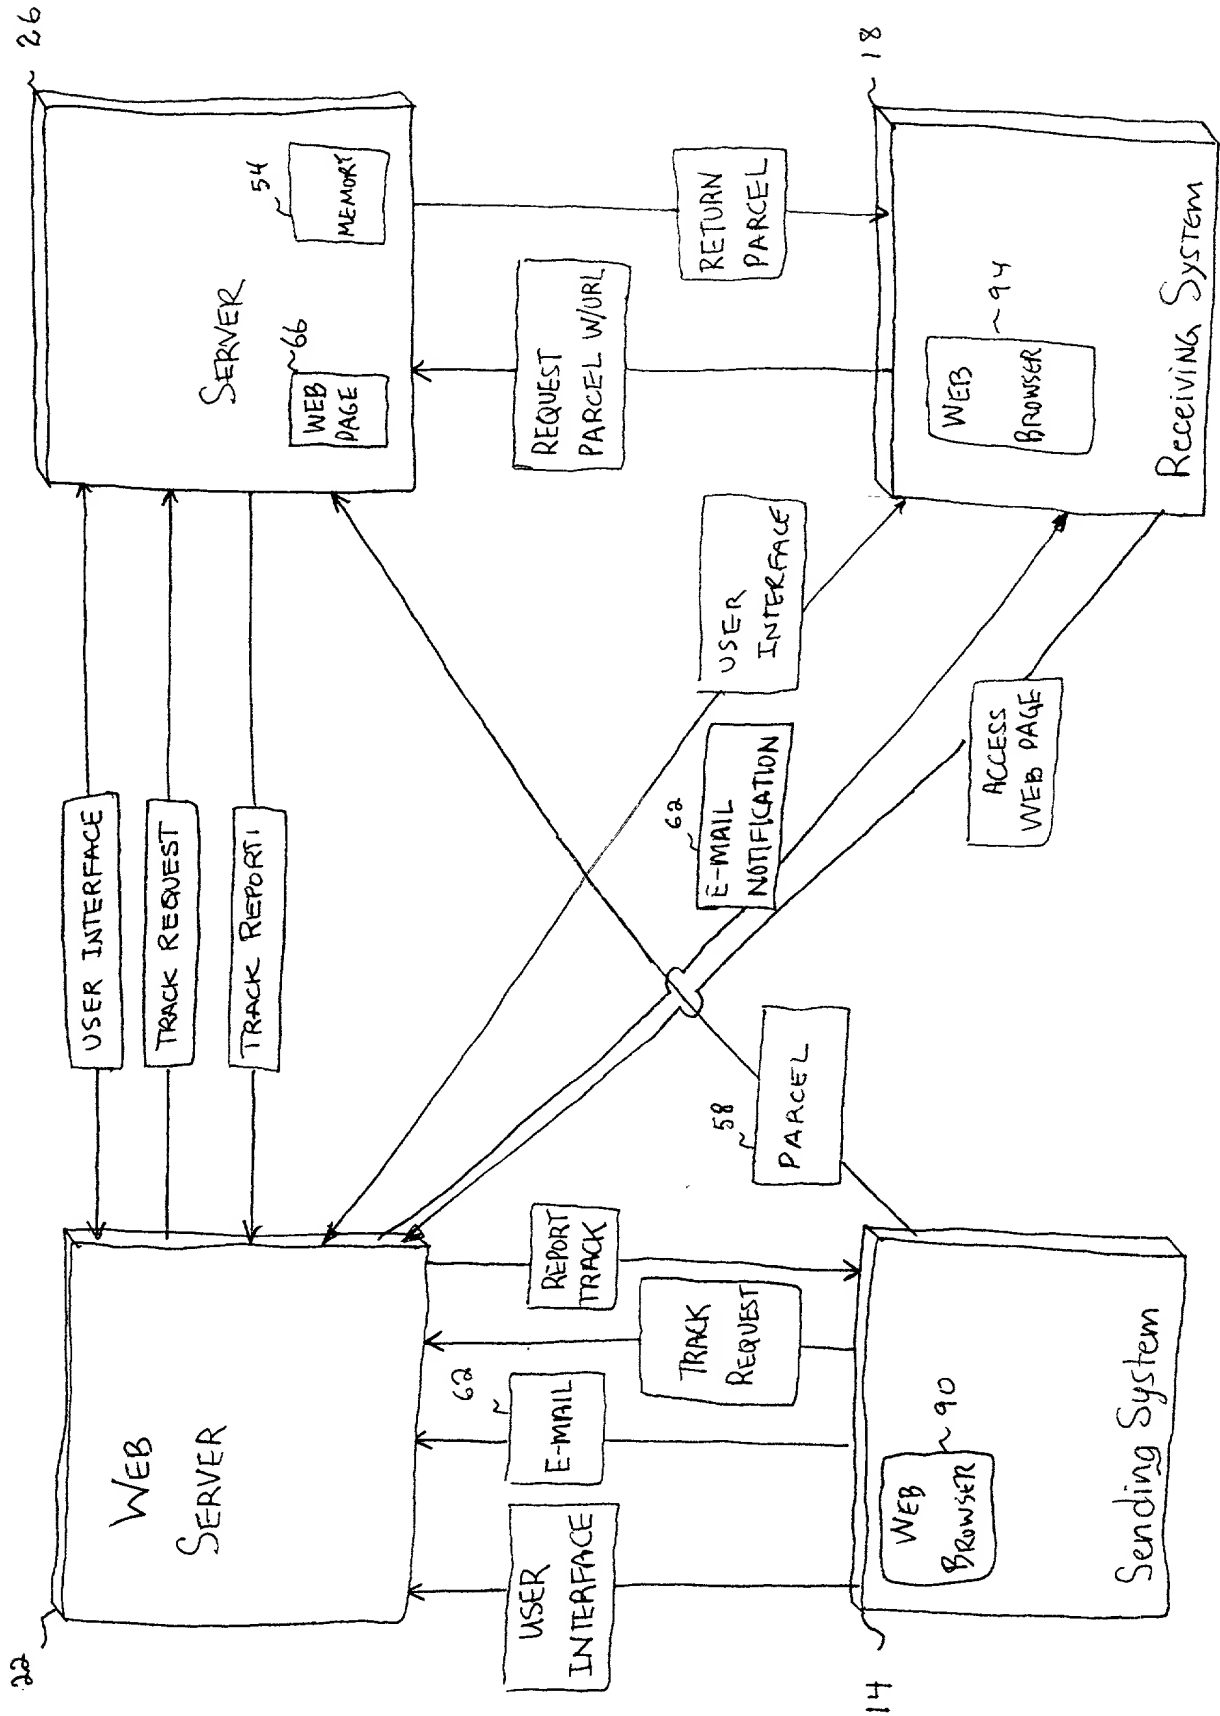 22
26
WEB
SERVER
USER INTERFACE
TRACK REQUEST
TRACK REPORT
SERVER
66
WEB
PAGE
54
MEMORY
USER
INTERFACE
62
E-MAIL
TRACK
REQUEST
REPORT
TRACK
58
PARCEL
62
E-MAIL
NOTIFICATION
USER
INTERFACE
ACCESS
WEB PAGE
REQUEST
PARCEL W/URL
RETURN
PARCEL
14
WEB
BROWSER
90
Sending System
18
WEB
BROWSER
94
Receiving System